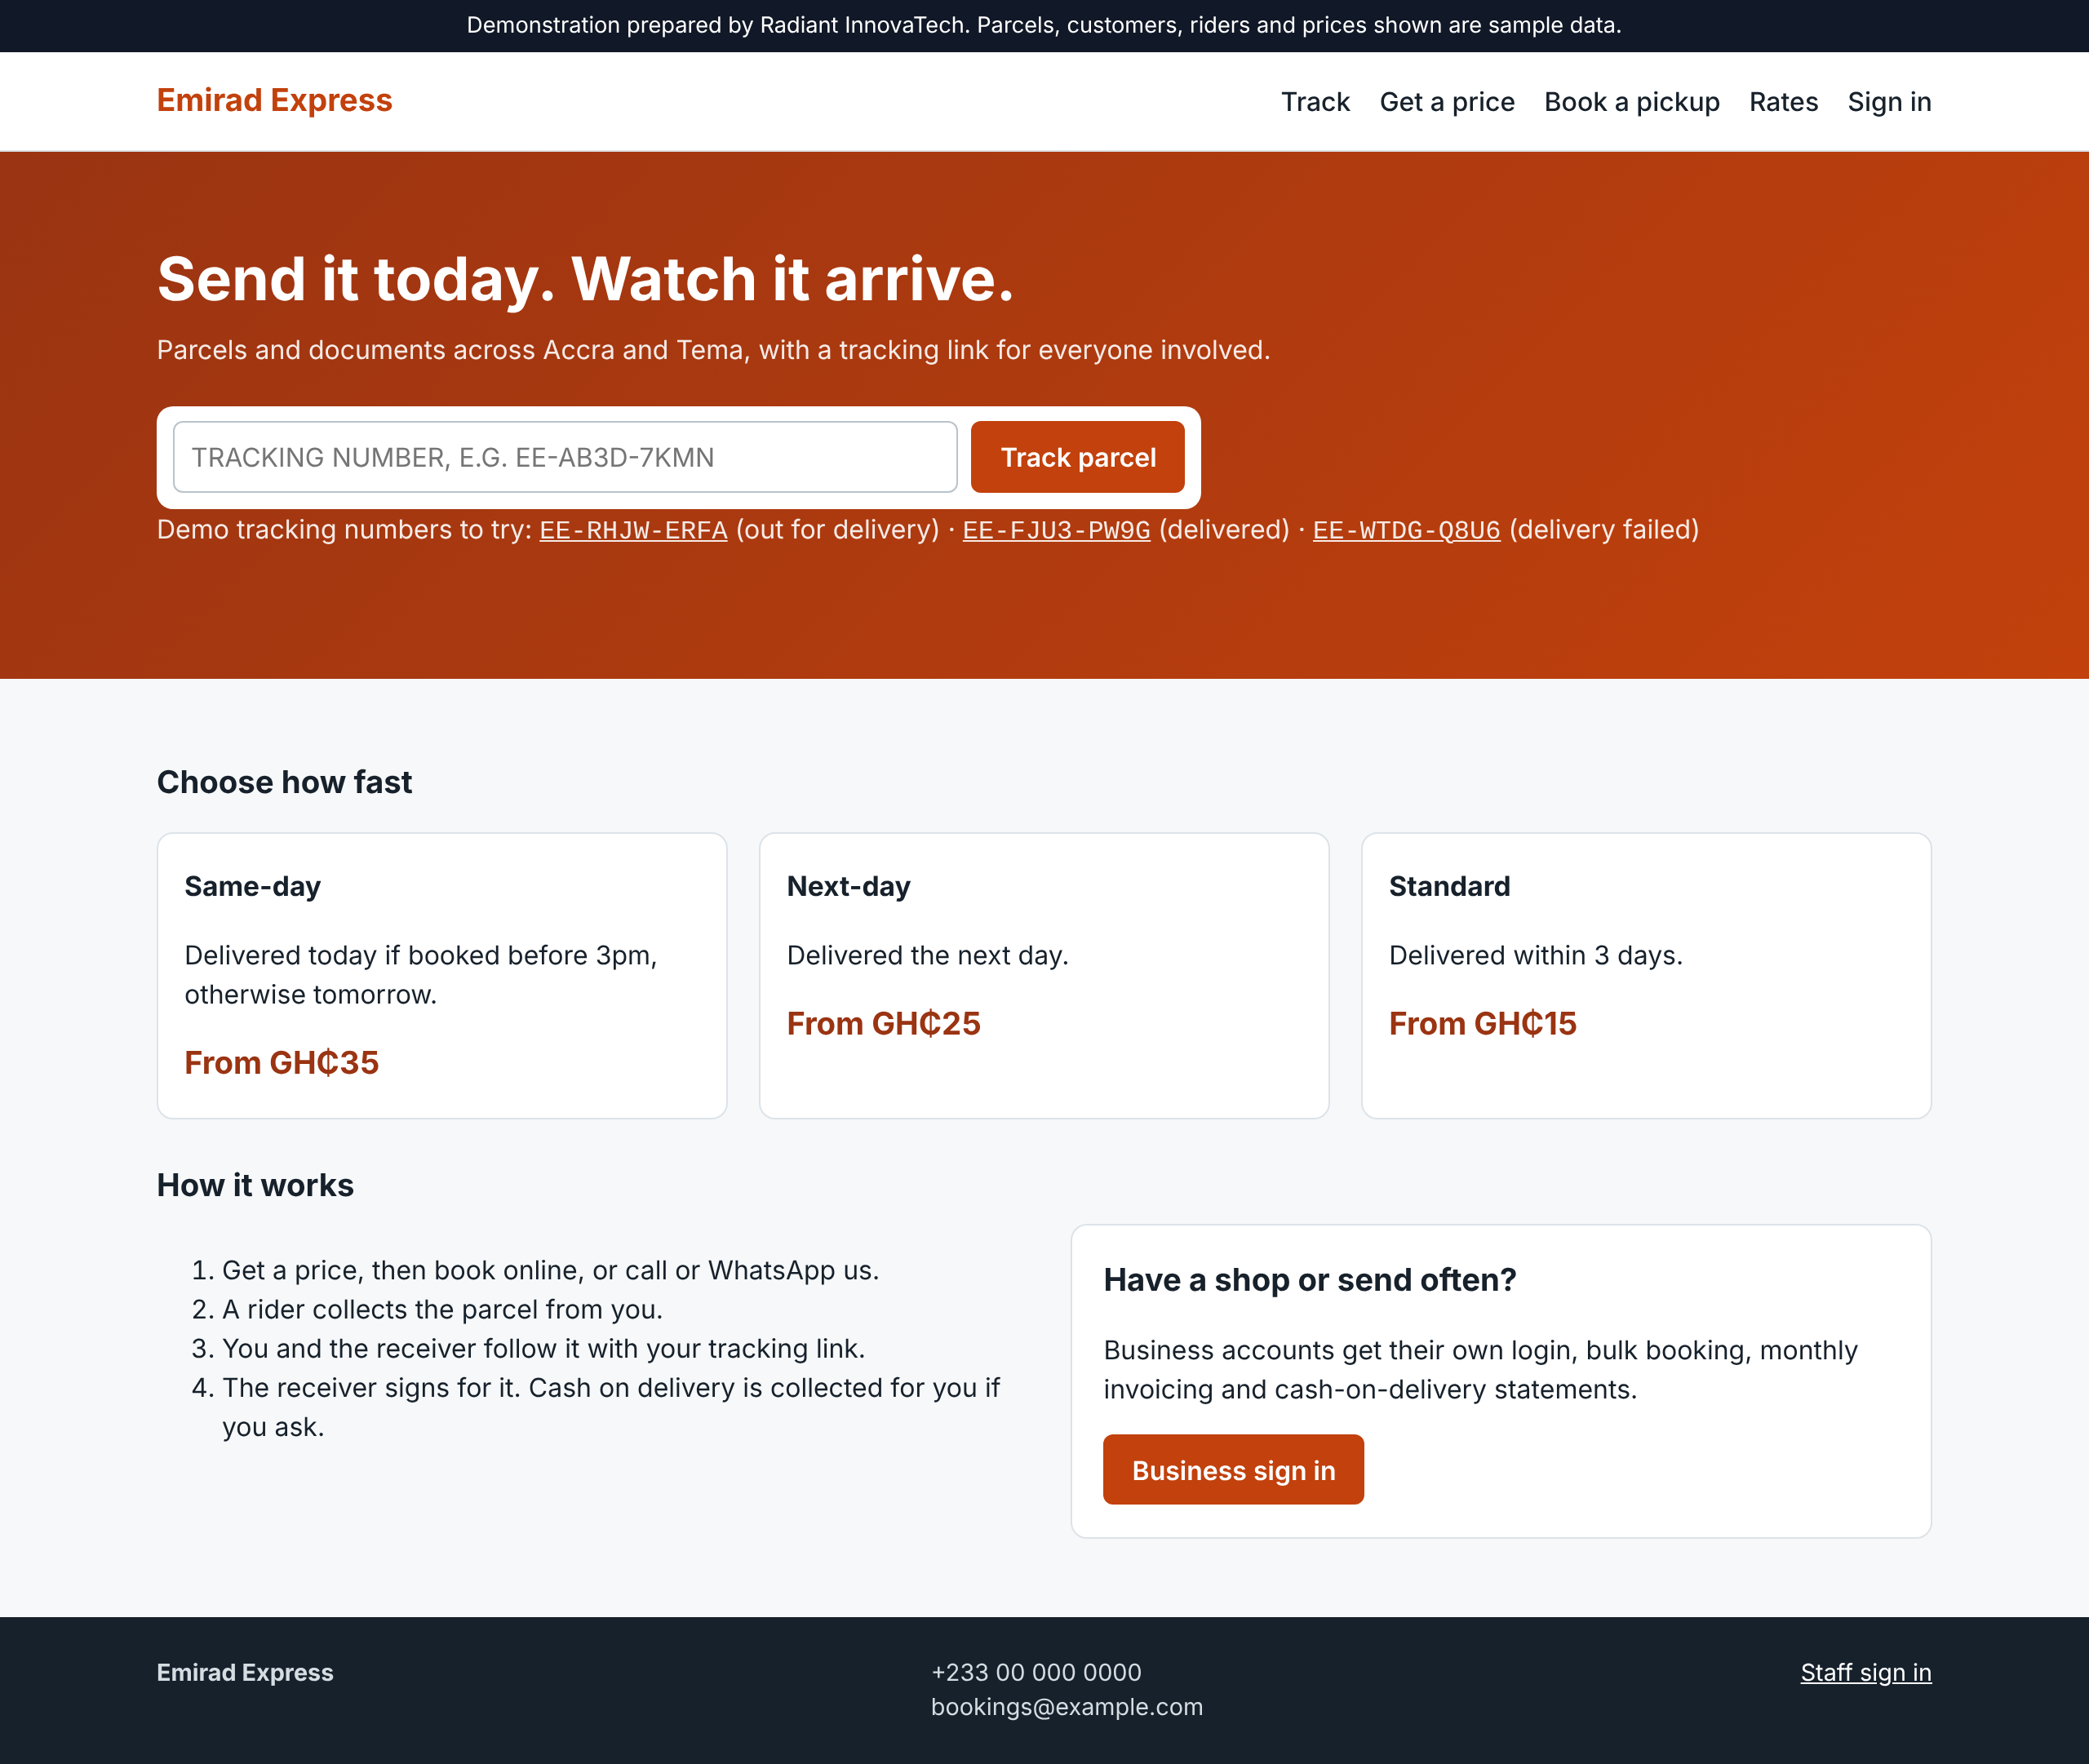 Demonstration prepared by Radiant InnovaTech. Parcels, customers, riders and prices shown are sample data.
Emirad Express
Track Get a price Book a pickup Rates Sign in
Send it today. Watch it arrive.
Parcels and documents across Accra and Tema, with a tracking link for everyone involved.
TRACKING NUMBER, E.G. EE-AB3D-7KMN
Track parcel
Demo tracking numbers to try: EE-RHJW-ERFA (out for delivery) · EE-FJU3-PW9G (delivered) · EE-WTDG-Q8U6 (delivery failed)
Choose how fast
Same-day
Delivered today if booked before 3pm,
otherwise tomorrow.
From GH₵35
Next-day
Delivered the next day.
From GH₵25
Standard
Delivered within 3 days.
From GH₵15
How it works
1. Get a price, then book online, or call or WhatsApp us.
2. A rider collects the parcel from you.
3. You and the receiver follow it with your tracking link.
4. The receiver signs for it. Cash on delivery is collected for you if
you ask.
Have a shop or send often?
Business accounts get their own login, bulk booking, monthly
invoicing and cash-on-delivery statements.
Business sign in
Emirad Express
+233 00 000 0000
bookings@example.com
Staff sign in